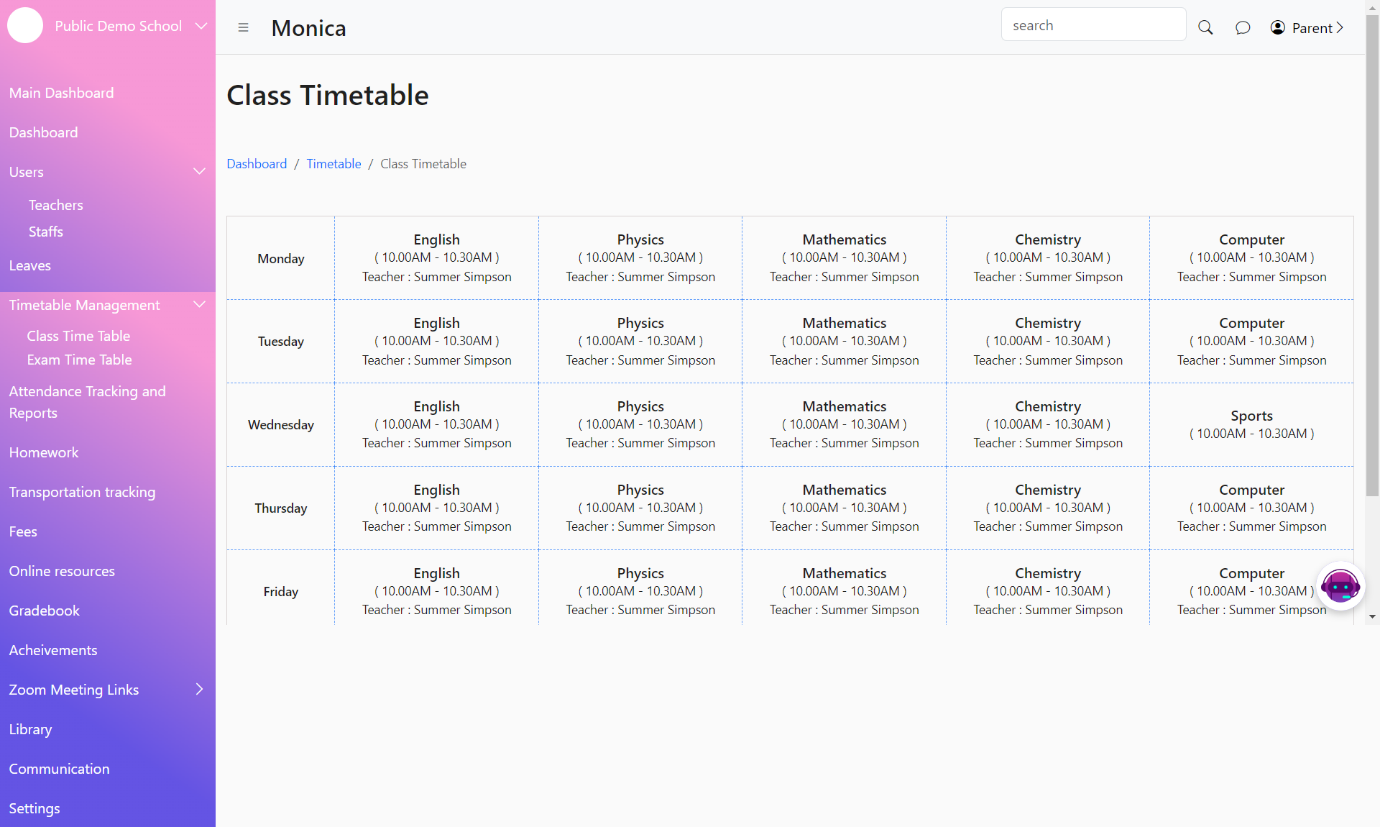 Public Demo School
Main Dashboard
Dashboard
Users
Teachers
Staffs
Leaves
Timetable Management
Class Time Table
Exam Time Table
Attendance Tracking and
Reports
Homework
Transportation tracking
Fees
Online resources
Gradebook
Acheivements
Zoom Meeting Links
Library
Communication
Settings
Monica
search
Parent
Class Timetable
Dashboard / Timetable / Class Timetable
Monday
English
( 10.00AM - 10.30AM )
Teacher : Summer Simpson
Physics
( 10.00AM - 10.30AM )
Teacher : Summer Simpson
Mathematics
( 10.00AM - 10.30AM )
Teacher : Summer Simpson
Chemistry
( 10.00AM - 10.30AM )
Teacher : Summer Simpson
Computer
( 10.00AM - 10.30AM )
Teacher : Summer Simpson
Tuesday
English
( 10.00AM - 10.30AM )
Teacher : Summer Simpson
Physics
( 10.00AM - 10.30AM )
Teacher : Summer Simpson
Mathematics
( 10.00AM - 10.30AM )
Teacher : Summer Simpson
Chemistry
( 10.00AM - 10.30AM )
Teacher : Summer Simpson
Computer
( 10.00AM - 10.30AM )
Teacher : Summer Simpson
Wednesday
English
( 10.00AM - 10.30AM )
Teacher : Summer Simpson
Physics
( 10.00AM - 10.30AM )
Teacher : Summer Simpson
Mathematics
( 10.00AM - 10.30AM )
Teacher : Summer Simpson
Chemistry
( 10.00AM - 10.30AM )
Teacher : Summer Simpson
Sports
( 10.00AM - 10.30AM )
Thursday
English
( 10.00AM - 10.30AM )
Teacher : Summer Simpson
Physics
( 10.00AM - 10.30AM )
Teacher : Summer Simpson
Mathematics
( 10.00AM - 10.30AM )
Teacher : Summer Simpson
Chemistry
( 10.00AM - 10.30AM )
Teacher : Summer Simpson
Computer
( 10.00AM - 10.30AM )
Teacher : Summer Simpson
Friday
English
( 10.00AM - 10.30AM )
Teacher : Summer Simpson
Physics
( 10.00AM - 10.30AM )
Teacher : Summer Simpson
Mathematics
( 10.00AM - 10.30AM )
Teacher : Summer Simpson
Chemistry
( 10.00AM - 10.30AM )
Teacher : Summer Simpson
Computer
( 10.00AM - 10.30AM )
Teacher : Summer Simpson